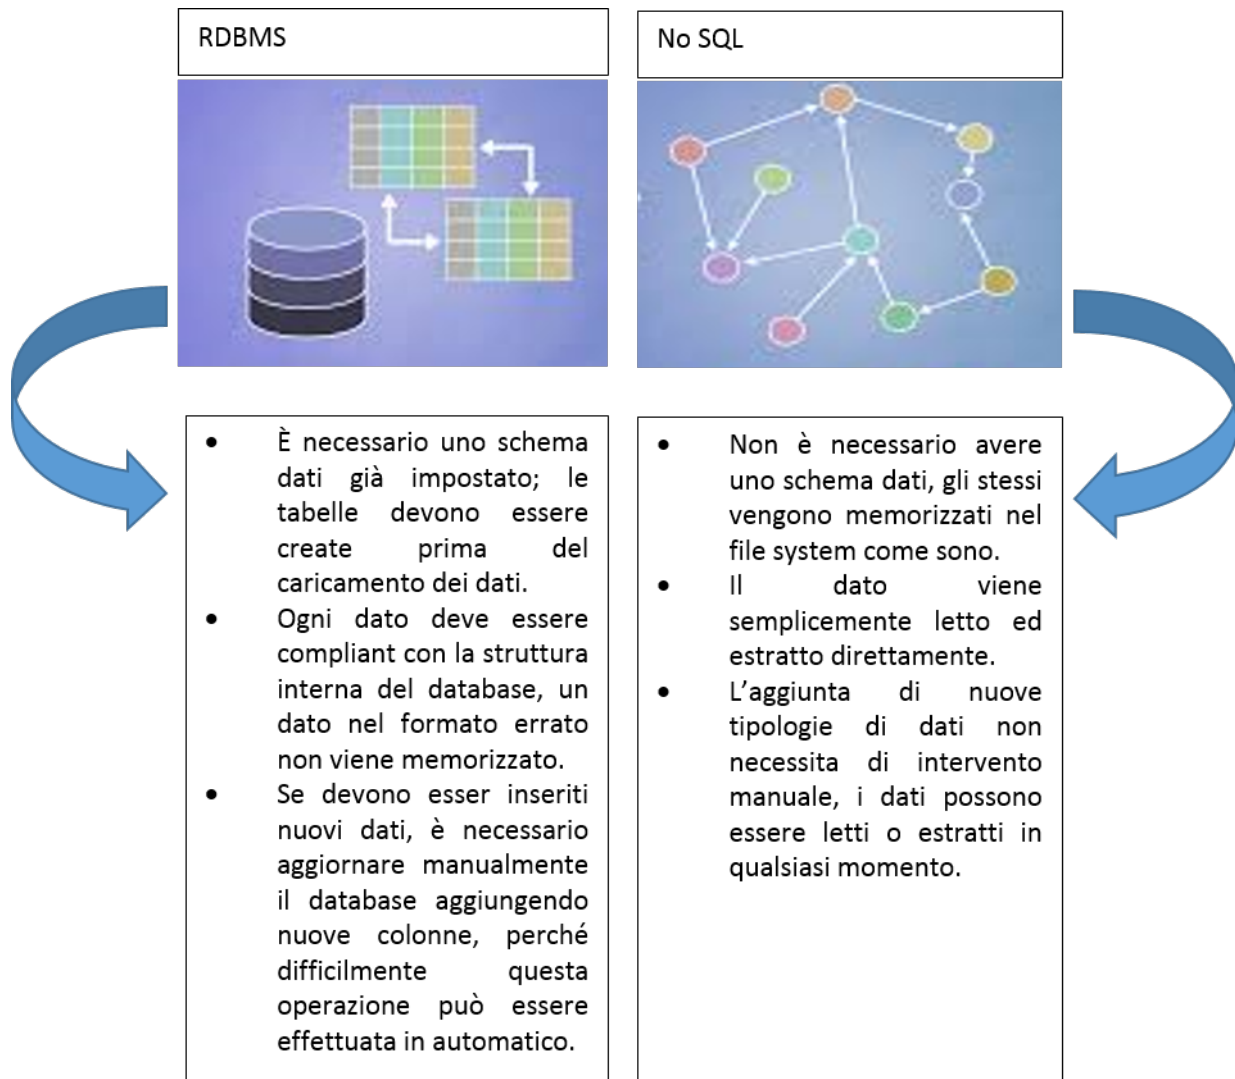 RDBMS
No SQL
• È necessario uno schema
dati già impostato; le
tabelle devono essere
create prima del
caricamento dei dati.
• Ogni dato deve essere
compliant con la struttura
interna del database, un
dato nel formato errato
non viene memorizzato.
• Se devono esser inseriti
nuovi dati, è necessario
aggiornare manualmente
il database aggiungendo
nuove colonne, perché
difficilmente questa
operazione può essere
effettuata in automatico.
• Non è necessario avere
uno schema dati, gli stessi
vengono memorizzati nel
file system come sono.
• Il dato viene
semplicemente letto ed
estratto direttamente.
• L’aggiunta di nuove
tipologie di dati non
necessita di intervento
manuale, i dati possono
essere letti o estratti in
qualsiasi momento.